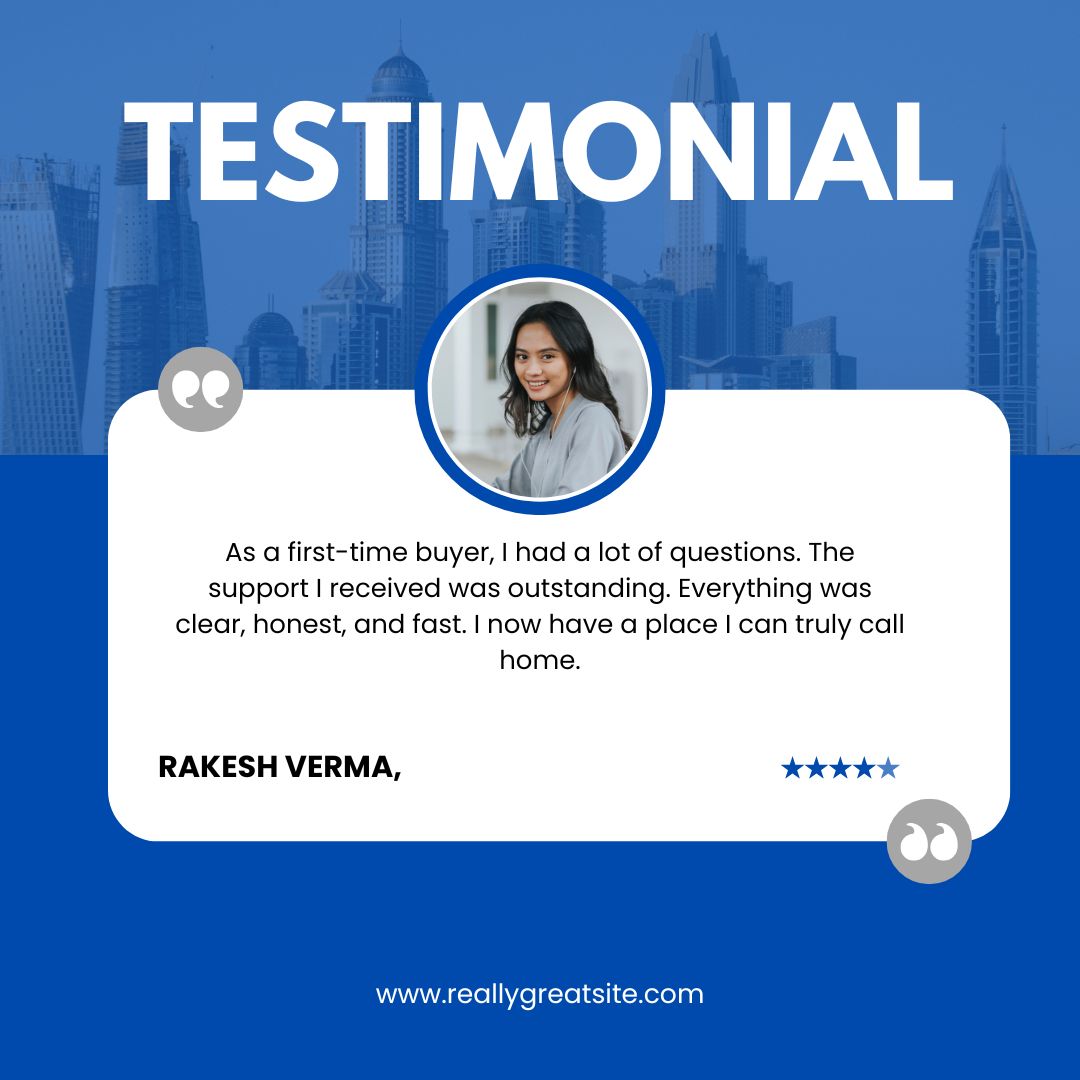 TESTIMONIAL
As a first-time buyer, I had a lot of questions. The
support I received was outstanding. Everything was
clear, honest, and fast. I now have a place I can truly call
home.
RAKESH VERMA,
www.reallygreatsite.com